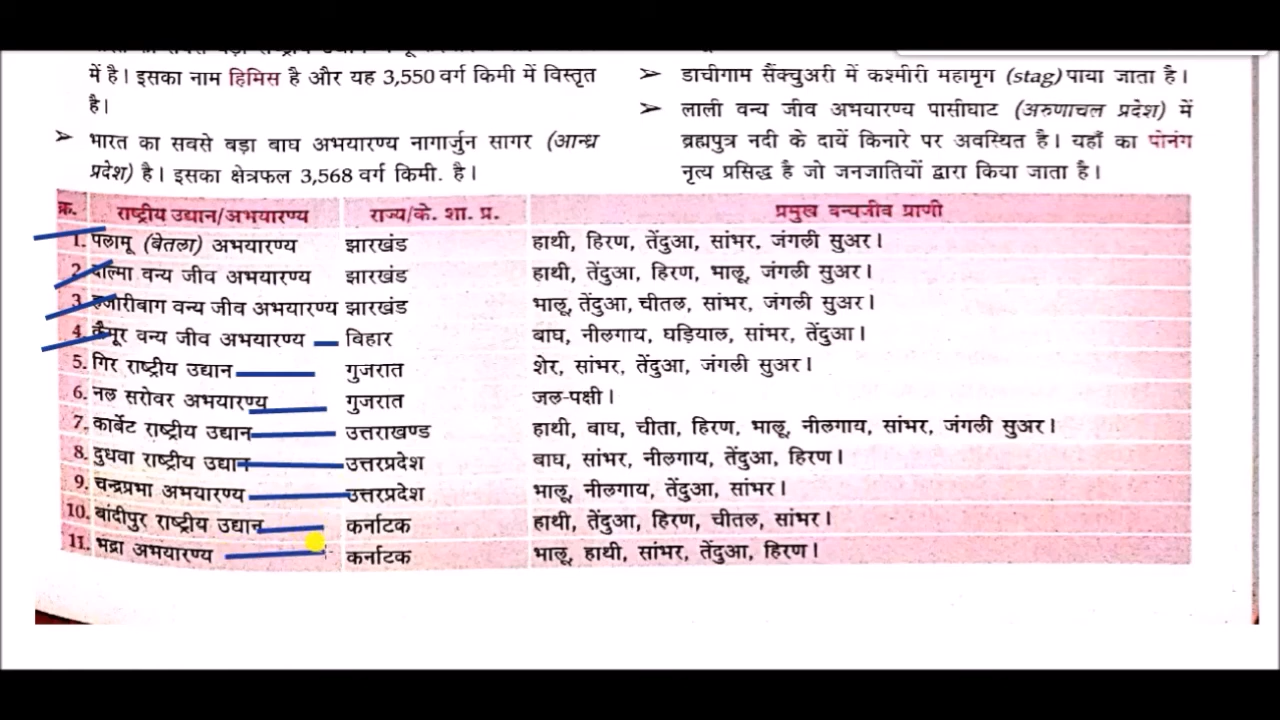 में है। इसका नाम हिमिस है और यह 3,550 वर्ग किमी में विस्तृत
है।
➢ भारत का सबसे बड़ा बाघ अभयारण्य नागार्जुन सागर (आन्ध्र
प्रदेश) है। इसका क्षेत्रफल 3,568 वर्ग किमी. है।
➢ डाचीगाम सैंक्चुअरी में कश्मीरी महामृग (stag) पाया जाता है।
➢ लाली वन्य जीव अभयारण्य पासीघाट (अरुणाचल प्रदेश) में
ब्रह्मपुत्र नदी के दायें किनारे पर अवस्थित है। यहाँ का पोनंग
नृत्य प्रसिद्ध है जो जनजातियों द्वारा किया जाता है।
क्र. राष्ट्रीय उद्यान/अभयारण्य राज्य/के. शा. प्र. प्रमुख वन्यजीव प्राणी
1. पलामू (बेतला) अभयारण्य झारखंड हाथी, हिरण, तेंदुआ, सांभर, जंगली सुअर।
2. दाल्मा वन्य जीव अभयारण्य झारखंड हाथी, तेंदुआ, हिरण, भालू, जंगली सुअर।
3. हजारीबाग वन्य जीव अभयारण्य झारखंड भालू, तेंदुआ, चीतल, सांभर, जंगली सुअर।
4. कैमूर वन्य जीव अभयारण्य बिहार बाघ, नीलगाय, घड़ियाल, सांभर, तेंदुआ।
5. गिर राष्ट्रीय उद्यान गुजरात शेर, सांभर, तेंदुआ, जंगली सुअर।
6. नल सरोवर अभयारण्य गुजरात जल-पक्षी।
7. कार्बेट राष्ट्रीय उद्यान उत्तराखण्ड हाथी, बाघ, चीता, हिरण, भालू, नीलगाय, सांभर, जंगली सुअर।
8. दुधवा राष्ट्रीय उद्यान उत्तरप्रदेश बाघ, सांभर, नीलगाय, तेंदुआ, हिरण।
9. चन्द्रप्रभा अभयारण्य उत्तरप्रदेश भालू, नीलगाय, तेंदुआ, सांभर।
10. बांदीपुर राष्ट्रीय उद्यान कर्नाटक हाथी, तेंदुआ, हिरण, चीतल, सांभर।
11. भद्रा अभयारण्य कर्नाटक भालू, हाथी, सांभर, तेंदुआ, हिरण।